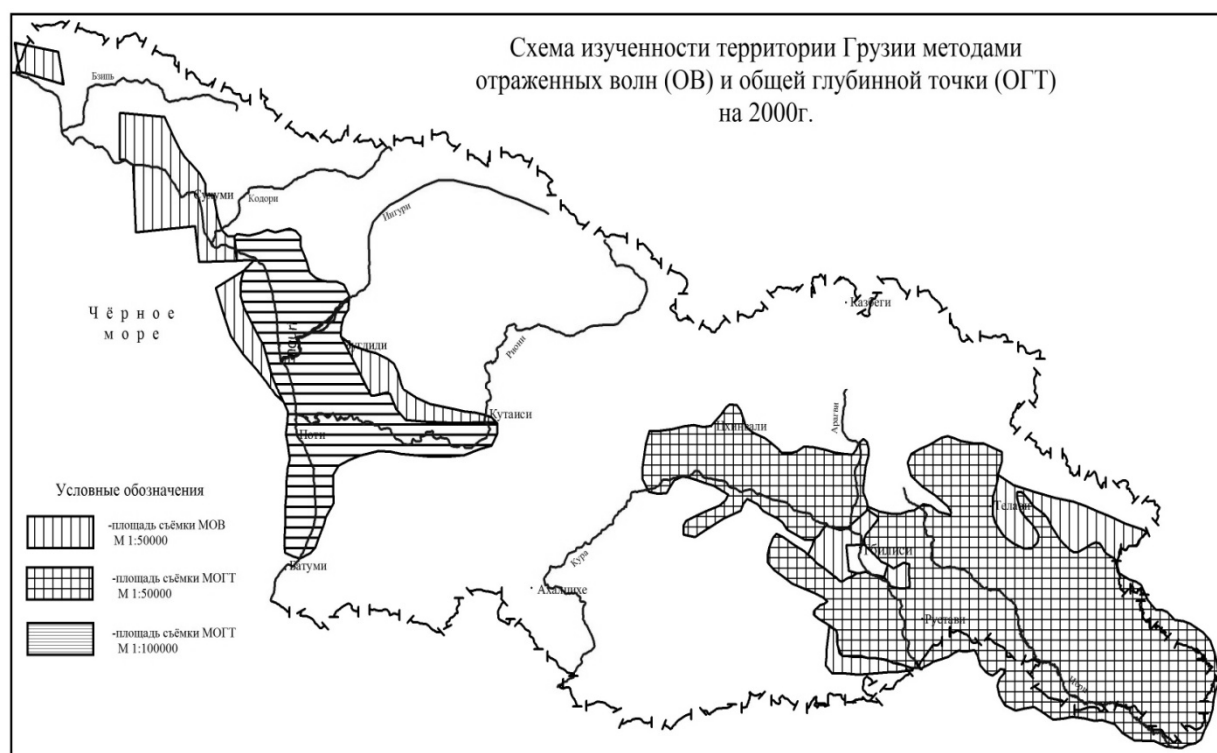 Схема изученности территории Грузии методами
отраженных волн (ОВ) и общей глубинной точки (ОГТ)
на 2000г.
Бзыпь
Сухуми
Кодори
Ингури
Чёрное
море
Казбеги
Риони
Кутаиси
Поти
Цхинвали
Арагви
Телави
Тбилиси
Батуми
Кура
Ахалцихе
Рустави
Иори
Условные обозначения
-площадь съёмки МОВ
М 1:50000
-площадь съёмки МОГТ
М 1:50000
-площадь съёмки МОГТ
М 1:100000